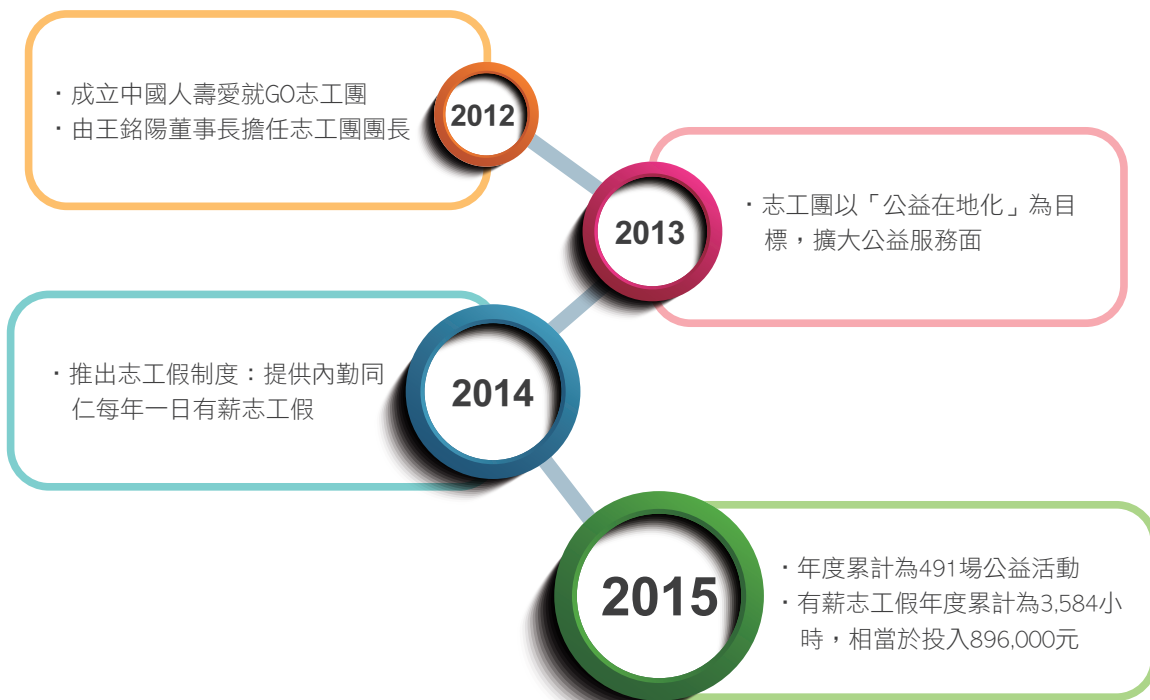 ・成立中國人壽愛就GO志工團
・由王銘陽董事長擔任志工團團長
2012
2013
・志工團以「公益在地化」為目
標，擴大公益服務面
・推出志工假制度：提供內勤同
仁每年一日有薪志工假
2014
2015
・年度累計為491場公益活動
・有薪志工假年度累計為3,584小
時，相當於投入896,000元